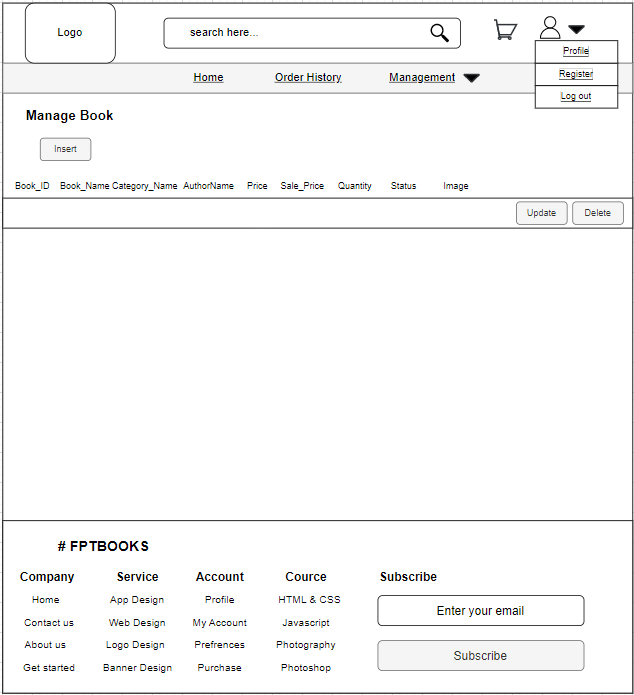 Logo
search here...
Profile
Register
Log out
Home Order History Management
Manage Book
Insert
Book_ID Book_Name Category_Name AuthorName Price Sale_Price Quantity Status Image
Update Delete
# FPTBOOKS
Company Service Account Cource Subscribe
Home App Design Profile HTML & CSS
Enter your email
Contact us Web Design My Account Javascript
About us Logo Design Prefrences Photography
Subscribe
Get started Banner Design Purchase Photoshop